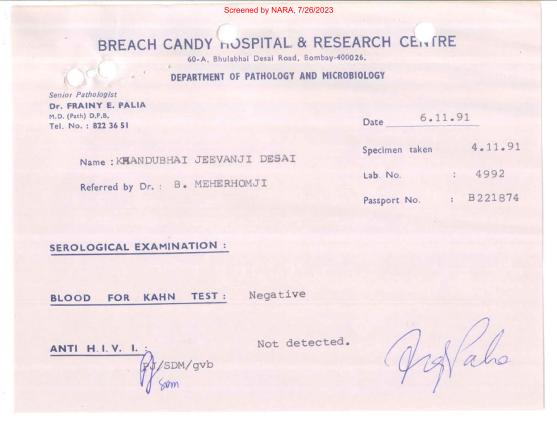 Screened by NARA, 7/26/2023
BREACH CANDY HOSPITAL & RESEARCH CENTRE
60-A, Bhulabhai Desai Road, Bombay-400026.
DEPARTMENT OF PATHOLOGY AND MICROBIOLOGY
Senior Pathologist
Dr. FRAINY E. PALIA
M.D. (Path) D.P.B.
Tel. No. : 822 36 51
Date 6.11.91
Specimen taken 4.11.91
Name : KHANDUBHAI JEEVANJI DESAI
Lab. No. : 4992
Referred by Dr. : B. MEHERHOMJI
Passport No. : B221874
SEROLOGICAL EXAMINATION :
BLOOD FOR KAHN TEST : Negative
ANTI H.I.V. I. : Not detected.
/SDM/gvb